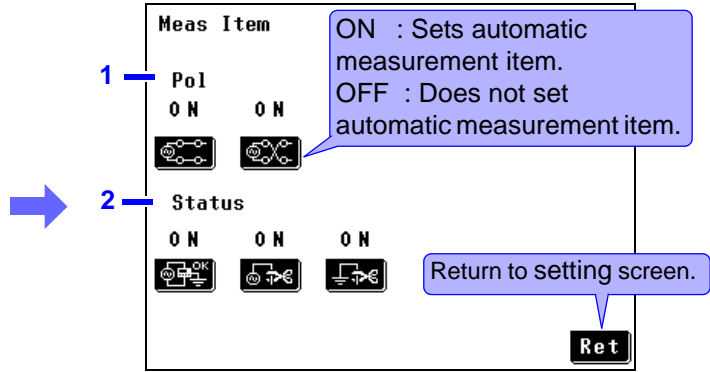 Meas Item
ON : Sets automatic
measurement item.
OFF : Does not set
automatic measurement item.
1
Pol
ON ON
2
Status
ON ON ON
OK
Return to setting screen.
Ret